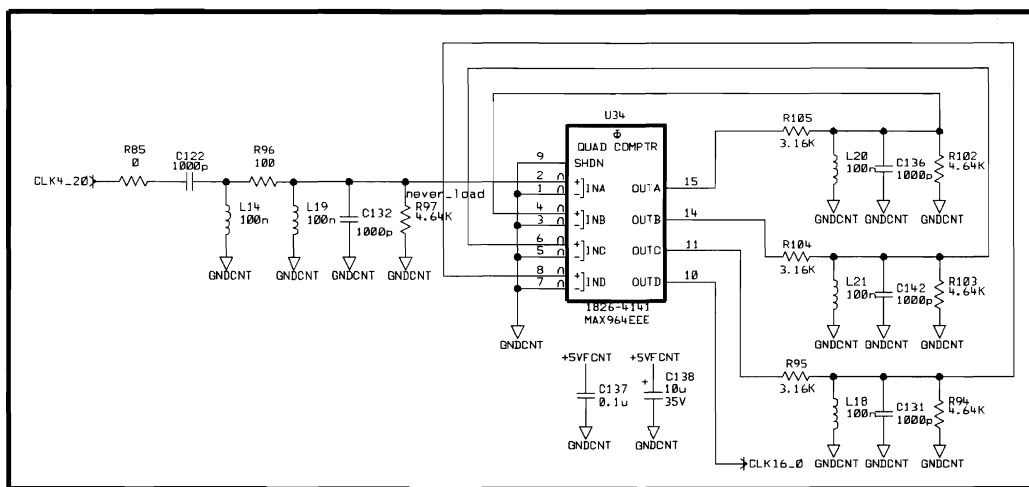 U34
Φ
QUAD COMPTR
SHDN
9
2
1
4
3
6
5
8
7
+
-
]INA
+
-
]INB
+
-
]INC
+
-
]IND
OUTA
OUTB
OUTC
OUTD
15
14
11
10
1826-4141
MAX964EEE
CLK4_20
R85
0
C122
1000p
R96
100
L14
100n
L19
100n
C132
1000p
never_load
R97
4.64K
GNDCNT
GNDCNT
GNDCNT
GNDCNT
GNDCNT
R105
3.16K
L20
100n
C136
1000p
R102
4.64K
GNDCNT
GNDCNT
GNDCNT
R104
3.16K
L21
100n
C142
1000p
R103
4.64K
GNDCNT
GNDCNT
GNDCNT
R95
3.16K
L18
100n
C131
1000p
R94
4.64K
GNDCNT
GNDCNT
GNDCNT
+5VFCNT
C137
0.1u
GNDCNT
+5VFCNT
+
C138
10u
35V
GNDCNT
CLK16_0